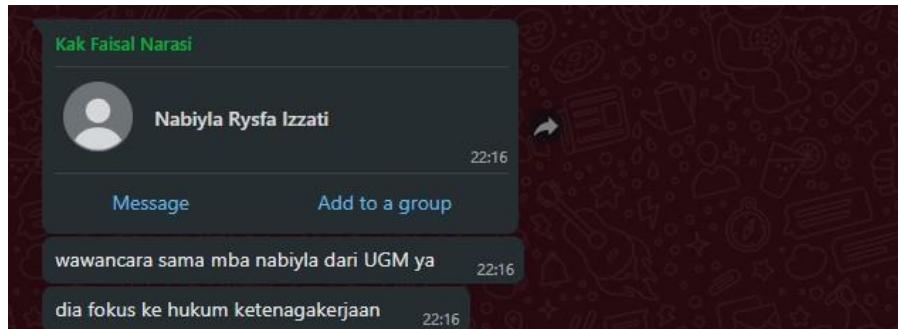 Kak Faisal Narasi
Nabiyla Rysfa Izzati
22:16
Message Add to a group
wawancara sama mba nabiyla dari UGM ya 22:16
dia fokus ke hukum ketenagakerjaan 22:16